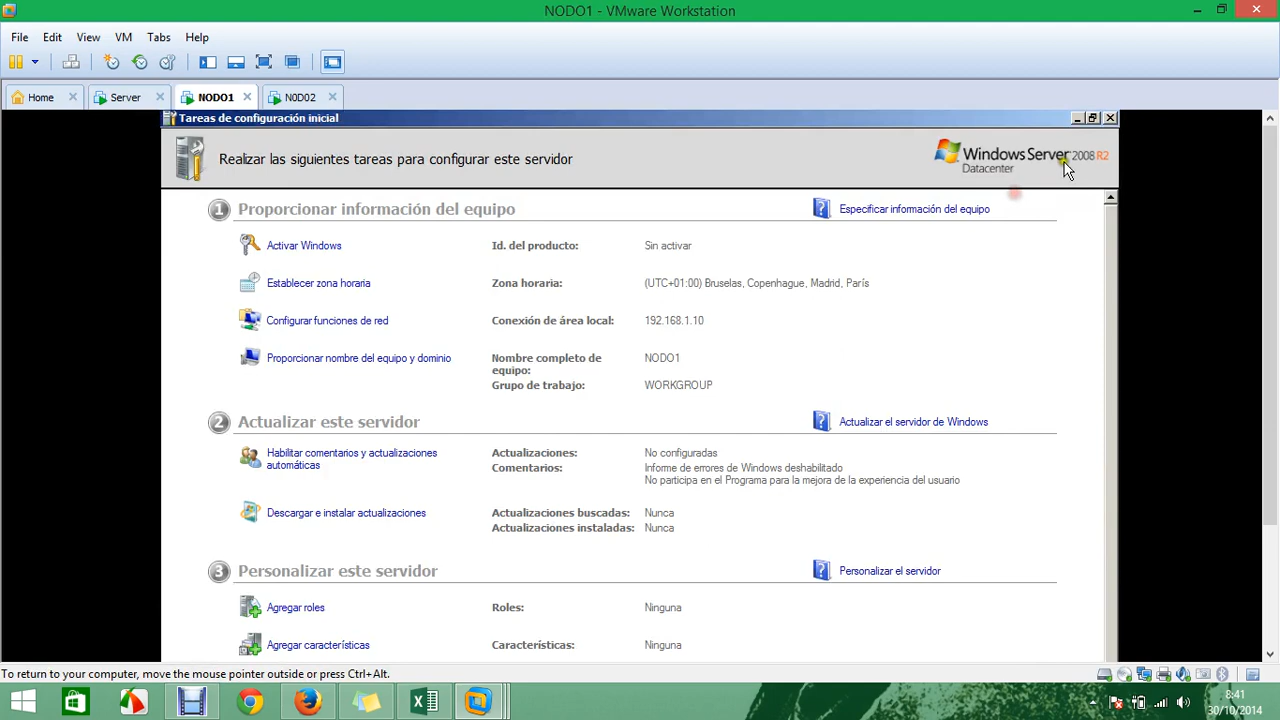 NODO1 - VMware Workstation
File Edit View VM Tabs Help
Home Server NODO1 N0D02
Tareas de configuración inicial
Realizar las siguientes tareas para configurar este servidor
Windows Server 2008 R2
Datacenter
1 Proporcionar información del equipo
Especificar información del equipo
Activar Windows
Id. del producto: Sin activar
Establecer zona horaria
Zona horaria: (UTC+01:00) Bruselas, Copenhague, Madrid, París
Configurar funciones de red
Conexión de área local: 192.168.1.10
Proporcionar nombre del equipo y dominio
Nombre completo de
equipo:
NODO1
Grupo de trabajo: WORKGROUP
2 Actualizar este servidor
Actualizar el servidor de Windows
Habilitar comentarios y actualizaciones
automáticas
Actualizaciones: No configuradas
Comentarios: Informe de errores de Windows deshabilitado
No participa en el Programa para la mejora de la experiencia del usuario
Descargar e instalar actualizaciones
Actualizaciones buscadas: Nunca
Actualizaciones instaladas: Nunca
3 Personalizar este servidor
Personalizar el servidor
Agregar roles
Roles: Ninguna
Agregar características
Características: Ninguna
To return to your computer, move the mouse pointer outside or press Ctrl+Alt.
8:41
30/10/2014